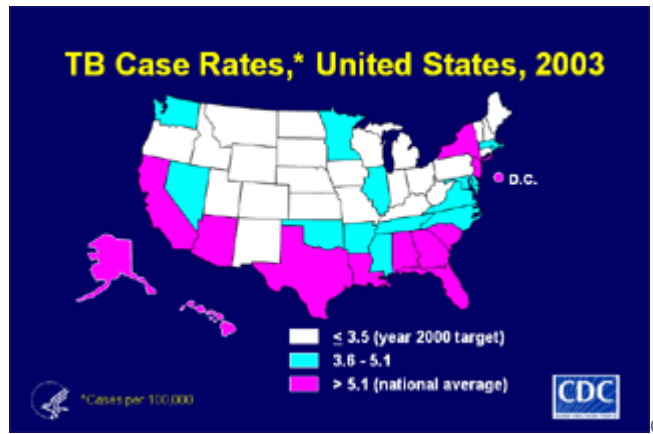 TB Case Rates,* United States, 2003
D.C.
≤ 3.5 (year 2000 target)
3.6 - 5.1
> 5.1 (national average)
*Cases per 100,000
CDC